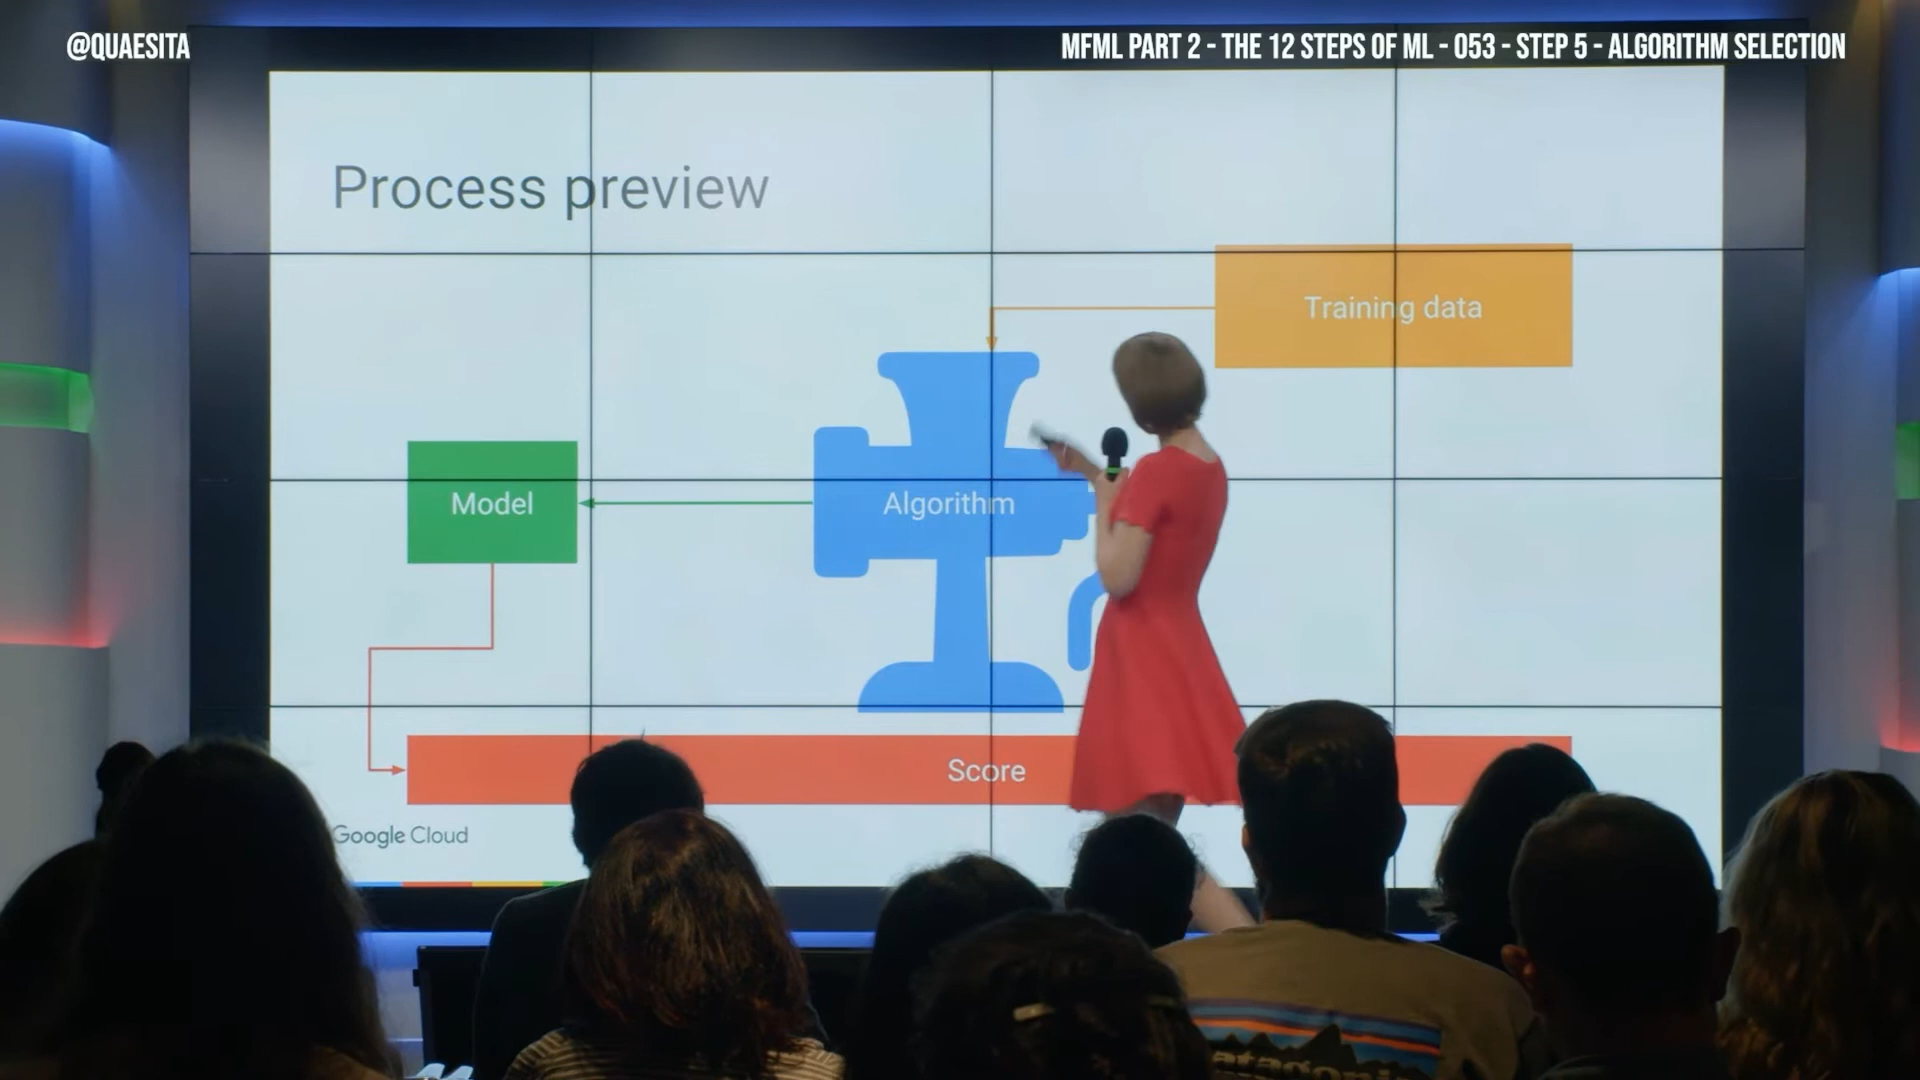 @QUAESITA
MFML PART 2 - THE 12 STEPS OF ML - 053 - STEP 5 - ALGORITHM SELECTION
Process preview
Training data
Model
Algorithm
Score
Google Cloud